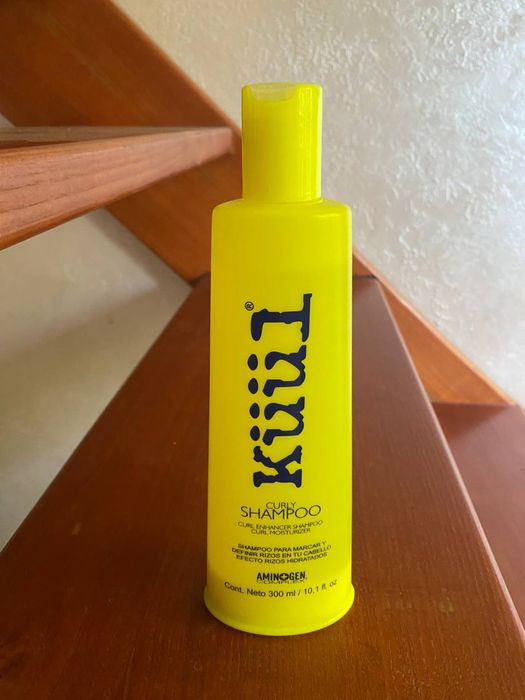 küül®
CURLY
SHAMPOO
CURL ENHANCER SHAMPOO
CURL MOISTURIZER
SHAMPOO PARA MARCAR Y
DEFINIR RIZOS EN TU CABELLO
EFECTO RIZOS HIDRATADOS
AMINOGEN
COMPLEX
Cont. Neto 300 ml / 10,1 fl. oz